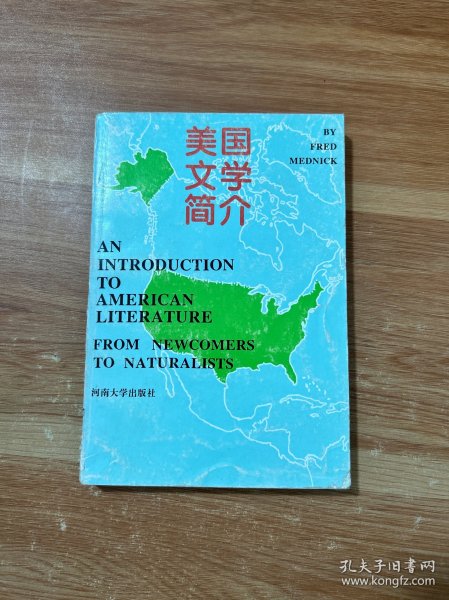 美国
文学
简介
BY
FRED
MEDNICK
AN
INTRODUCTION
TO
AMERICAN
LITERATURE
FROM NEWCOMERS
TO NATURALISTS
河南大学出版社
孔夫子旧书网
www.kongfz.com